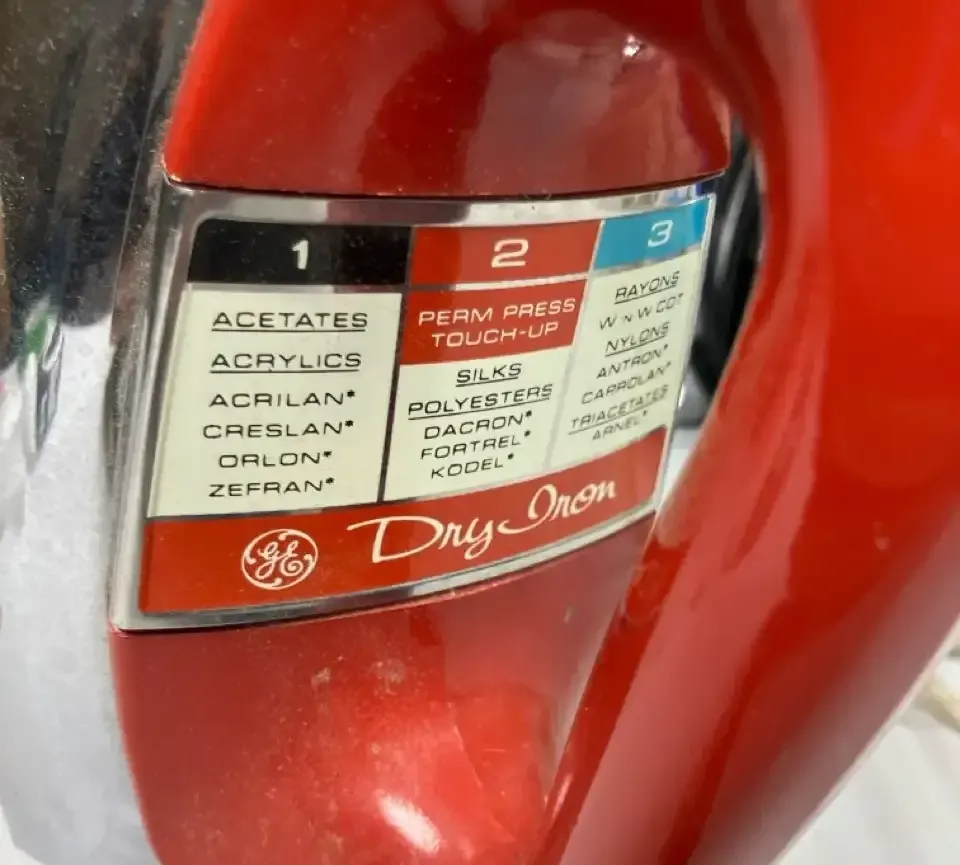 1
ACETATES
ACRYLICS
ACRILAN*
CRESLAN*
ORLON*
ZEFRAN*
2
PERM PRESS
TOUCH-UP
SILKS
POLYESTERS
DACRON*
FORTREL*
KODEL*
3
RAYONS
W N W COT
NYLONS
ANTRON*
CAPROLAN*
TRIACETATES
ARNEL*
GE Dry Iron